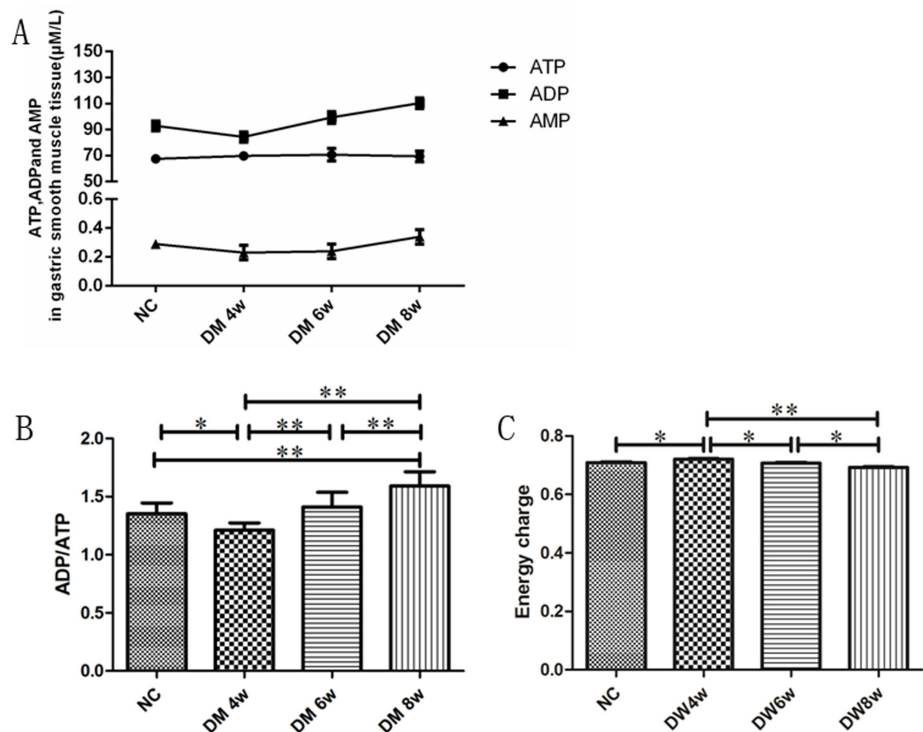 A
ATP,ADPand AMP
in gastric smooth muscle tissue(μM/L)
150
130
110
90
70
50
0.6
0.4
0.2
0.0
NC
DM 4w
DM 6w
DM 8w
ATP
ADP
AMP
B
ADP/ATP
2.0
1.5
1.0
0.5
0.0
**
* ** **
**
NC
DM 4w
DM 6w
DM 8w
C
Energy charge
0.8
0.6
0.4
0.2
0.0
**
* * *
NC
DW4w
DW6w
DW8w